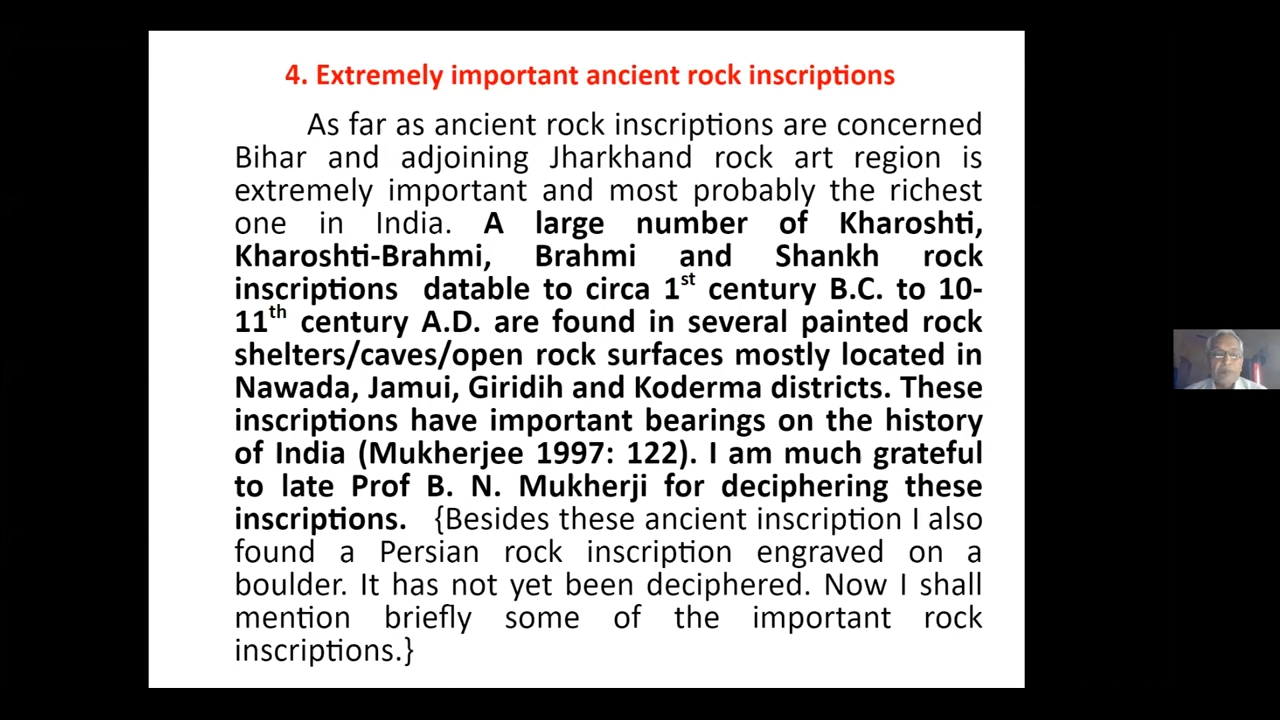 4. Extremely important ancient rock inscriptions
As far as ancient rock inscriptions are concerned
Bihar and adjoining Jharkhand rock art region is
extremely important and most probably the richest
one in India. A large number of Kharoshti,
Kharoshti-Brahmi, Brahmi and Shankh rock
inscriptions datable to circa 1st century B.C. to 10-
11th century A.D. are found in several painted rock
shelters/caves/open rock surfaces mostly located in
Nawada, Jamui, Giridih and Koderma districts. These
inscriptions have important bearings on the history
of India (Mukherjee 1997: 122). I am much grateful
to late Prof B. N. Mukherji for deciphering these
inscriptions. {Besides these ancient inscription I also
found a Persian rock inscription engraved on a
boulder. It has not yet been deciphered. Now I shall
mention briefly some of the important rock
inscriptions.}